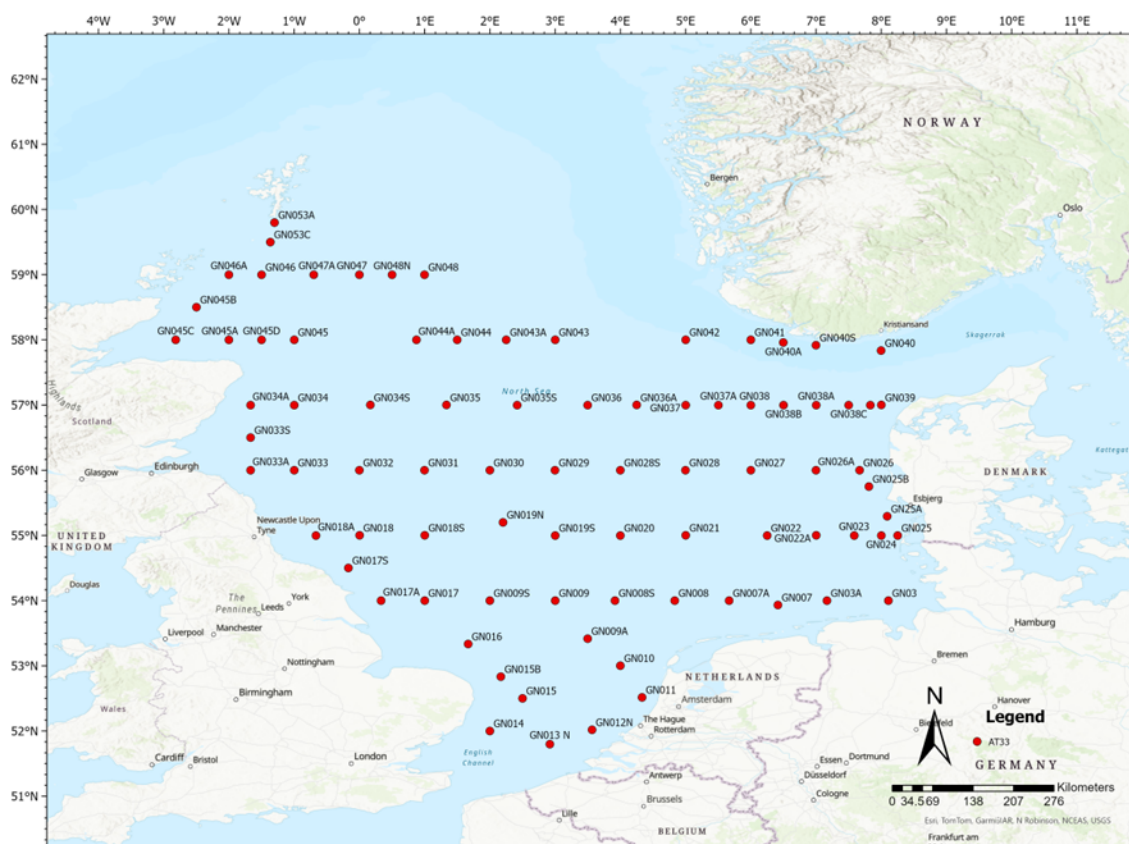 4°W 3°W 2°W 1°W 0° 1°E 2°E 3°E 4°E 5°E 6°E 7°E 8°E 9°E 10°E 11°E
62°N
61°N
NORWAY
Bergen
60°N
Oslo
GN053A
GN053C
59°N
GN046A GN046 GN047A GN047 GN048N GN048
GN045B
Kristiansand
Skagerrak
58°N
GN045C GN045A GN045D GN045 GN044A GN044 GN043A GN043 GN042 GN041 GN040S
GN040A GN040
Highlands
North Sea
57°N
GN034A GN034 GN034S GN035 GN035S GN036 GN036A GN037A GN038 GN038A GN039
GN037 GN038B GN038C
Scotland
GN033S
Kattegat
56°N
Glasgow Edinburgh
GN033A GN033 GN032 GN031 GN030 GN029 GN028S GN028 GN027 GN026A GN026
DENMARK
GN025B
Esbjerg
GN25A
GN019N
55°N
UNITED
KINGDOM
Newcastle Upon
Tyne
GN018A GN018 GN018S GN019S GN020 GN021 GN022 GN023 GN025
GN022A GN024
GN017S
Douglas
The
Pennines
York
Leeds
54°N
GN017A GN017 GN009S GN009 GN008S GN008 GN007A GN007 GN03A GN03
Hamburg
Liverpool Manchester
GN016 GN009A
53°N
Nottingham
GN010
Bremen
GN015B
NETHERLANDS
Birmingham
GN015 GN011
Amsterdam
Hanover
Wales
The Hague
Rotterdam
52°N
GN014 GN013 N GN012N
Bielefeld
English
Channel
Cardiff Bristol London
Essen Dortmund
Düsseldorf
Cologne
GERMANY
Antwerp
51°N
Brussels
Lille
BELGIUM
Frankfurt am
N
Legend
AT33
0 34.5 69 138 207 276 Kilometers
Esri, TomTom, Garmin, FAO, NOAA, USGS